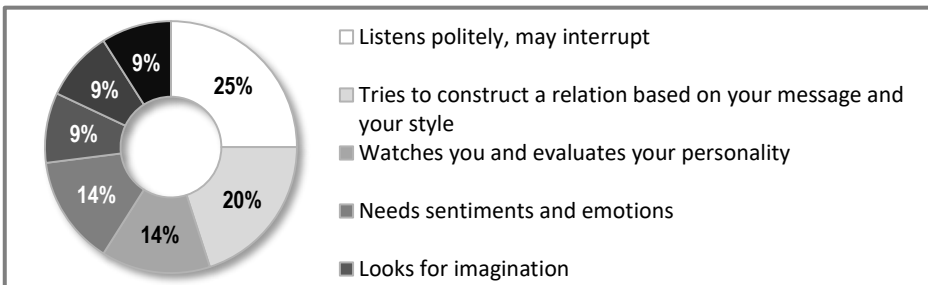 9%
25%
9%
9%
14%
20%
14%
Listens politely, may interrupt
Tries to construct a relation based on your message and
your style
Watches you and evaluates your personality
Needs sentiments and emotions
Looks for imagination